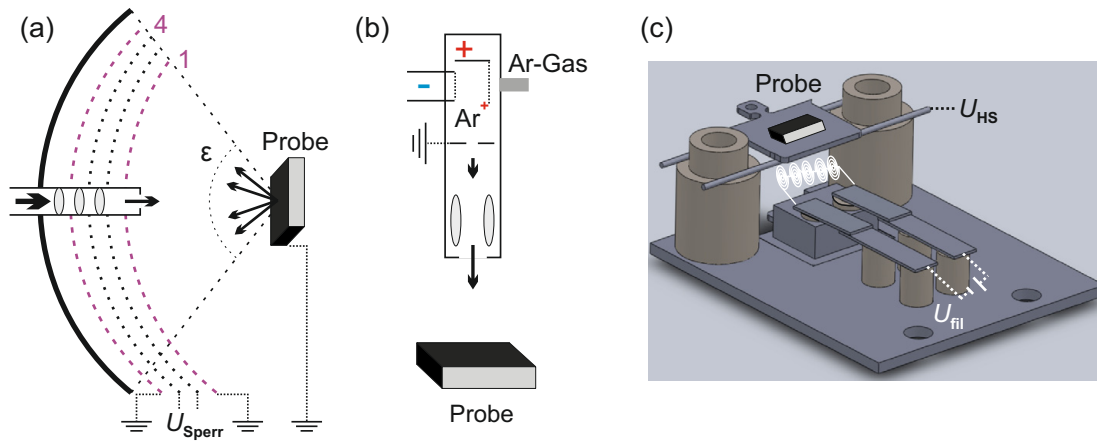 (a)
4
1
ε
Probe
U_Sperr
(b)
+
Ar-Gas
-
Ar⁺
Probe
(c)
Probe
U_HS
U_fil